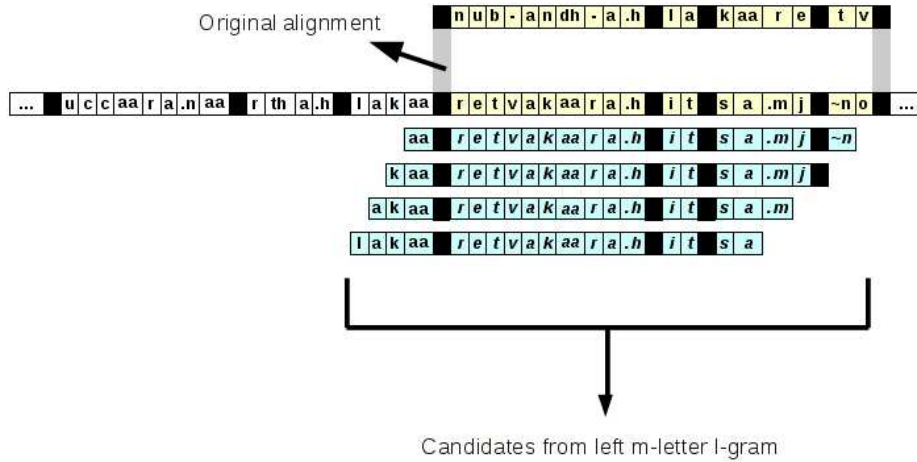 n u b - a n dh - a .h l a k aa r e t v
Original alignment
... u c c aa r a .n aa r th a .h l a k aa r e t v a k aa r a .h i t s a .m j ~n o ...
aa r e t v a k aa r a .h i t s a .m j ~n
k aa r e t v a k aa r a .h i t s a .m j
a k aa r e t v a k aa r a .h i t s a .m
l a k aa r e t v a k aa r a .h i t s a
Candidates from left m-letter l-gram